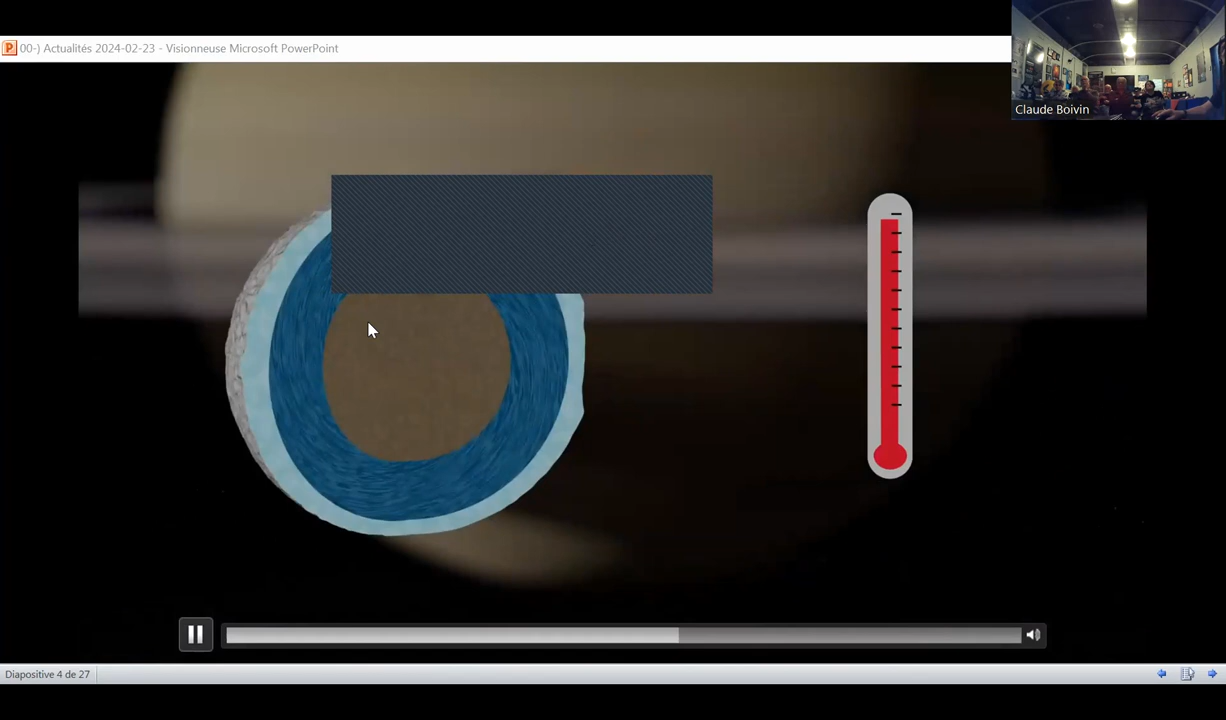 00-) Actualités 2024-02-23 - Visionneuse Microsoft PowerPoint
Claude Boivin
Diapositive 4 de 27